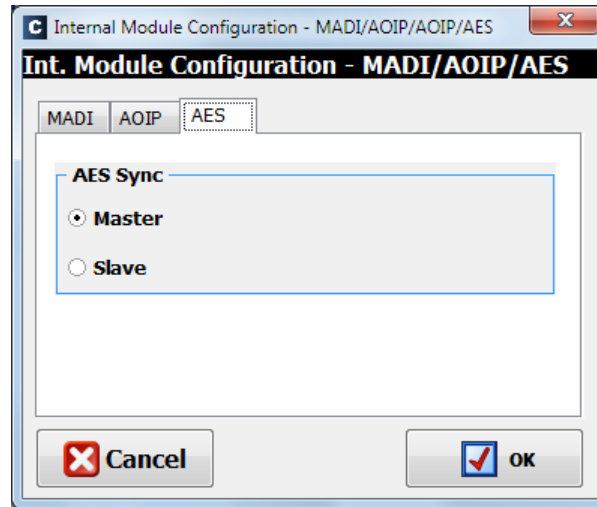 C Internal Module Configuration - MADI/AOIP/AOIP/AES x
Int. Module Configuration - MADI/AOIP/AES
MADI AOIP AES
AES Sync
Master
Slave
Cancel OK